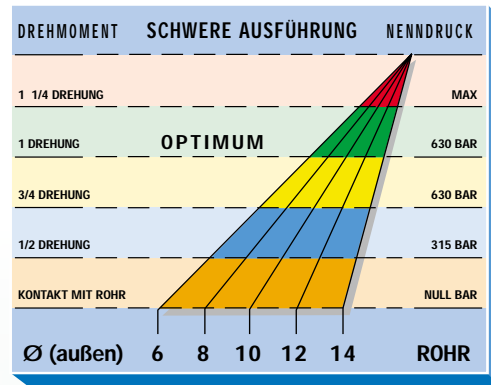 DREHMOMENT SCHWERE AUSFÜHRUNG NENNDRUCK
1 1/4 DREHUNG MAX
1 DREHUNG OPTIMUM 630 BAR
3/4 DREHUNG 630 BAR
1/2 DREHUNG 315 BAR
KONTAKT MIT ROHR NULL BAR
Ø (außen) 6 8 10 12 14 ROHR